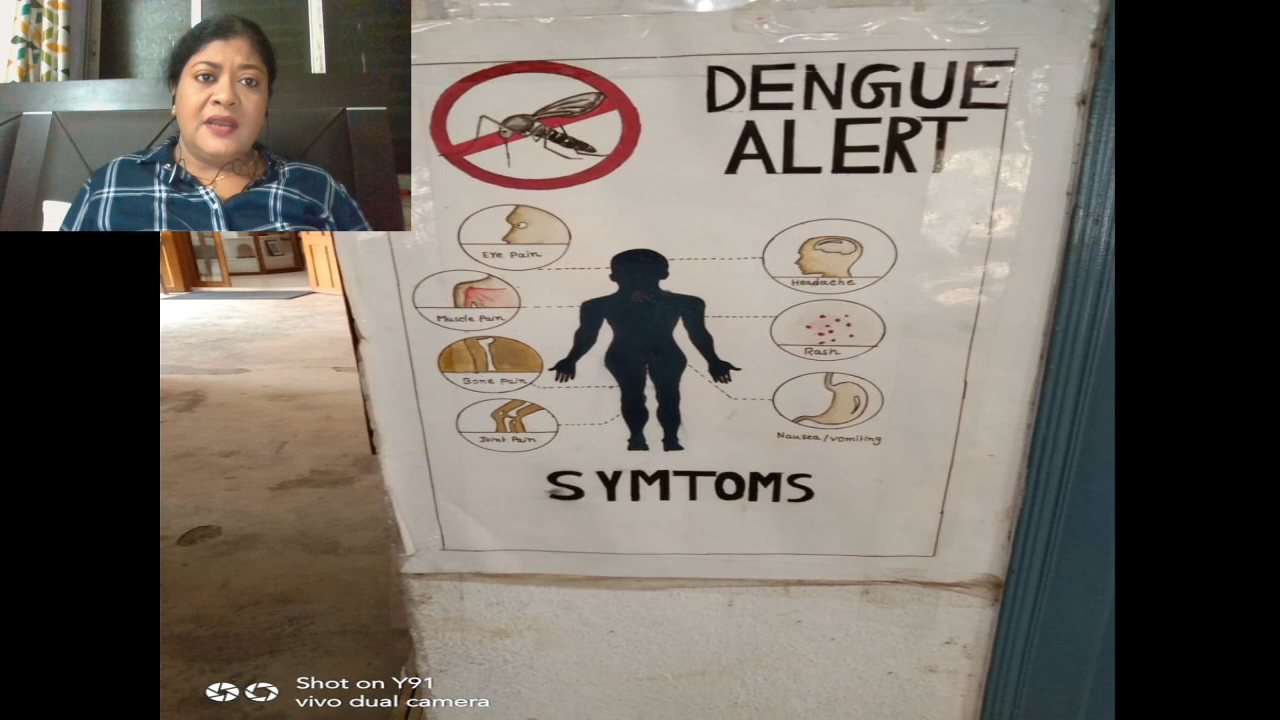 DENGUE
ALERT
Eye Pain
Headache
Muscle Pain
Rash
Bone Pain
Joint Pain
Nausea/vomiting
SYMTOMS
Shot on Y91
vivo dual camera